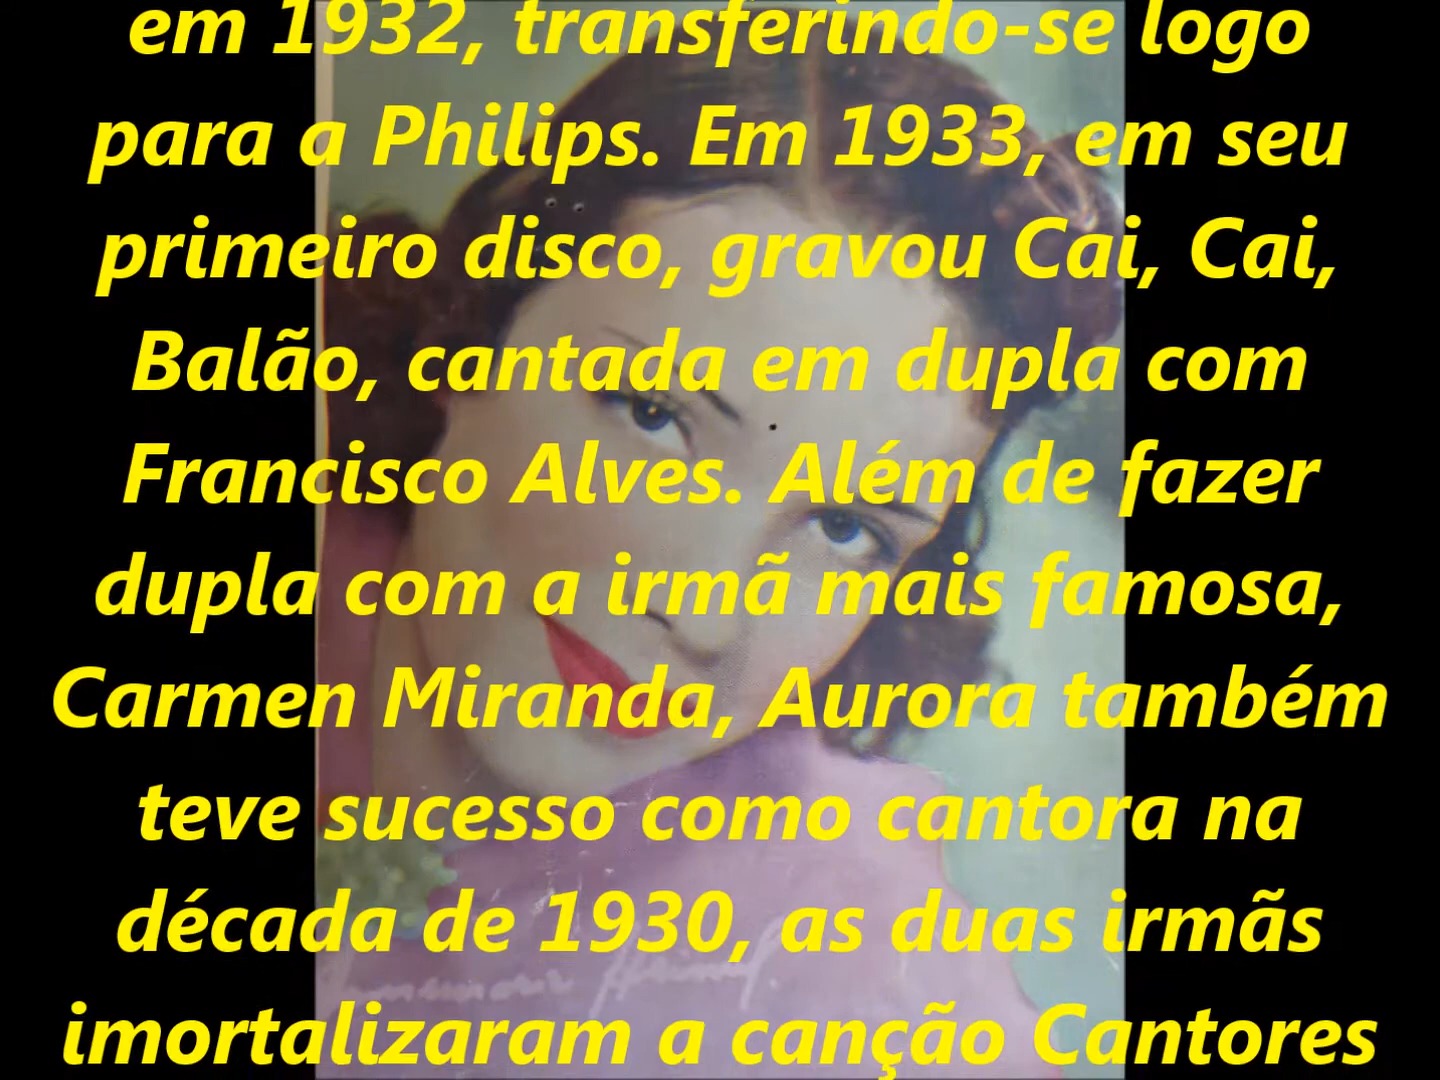 em 1932, transferindo-se logo
para a Philips. Em 1933, em seu
primeiro disco, gravou Cai, Cai,
Balão, cantada em dupla com
Francisco Alves. Além de fazer
dupla com a irmã mais famosa,
Carmen Miranda, Aurora também
teve sucesso como cantora na
década de 1930, as duas irmãs
imortalizaram a canção Cantores